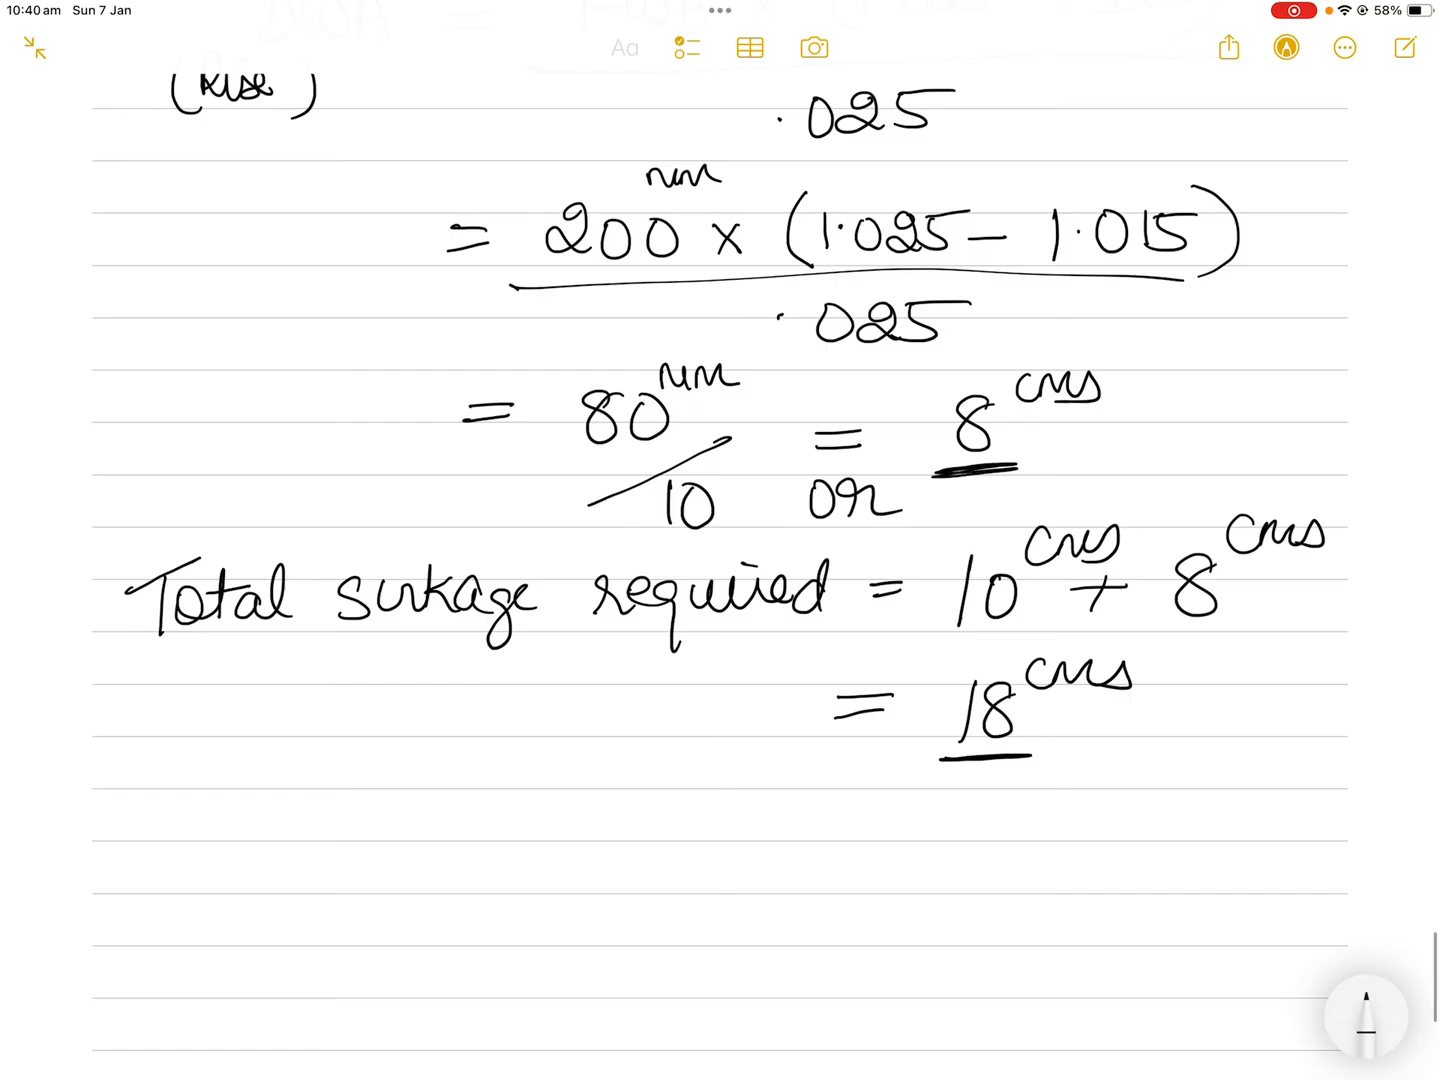 10:40 am Sun 7 Jan
58%
Aa
(Rise)
.025
= 200 mm x (1.025 - 1.015)
.025
= 80 mm = 8 cms
/10 or
Total sinkage required = 10 cms + 8 cms
= 18 cms